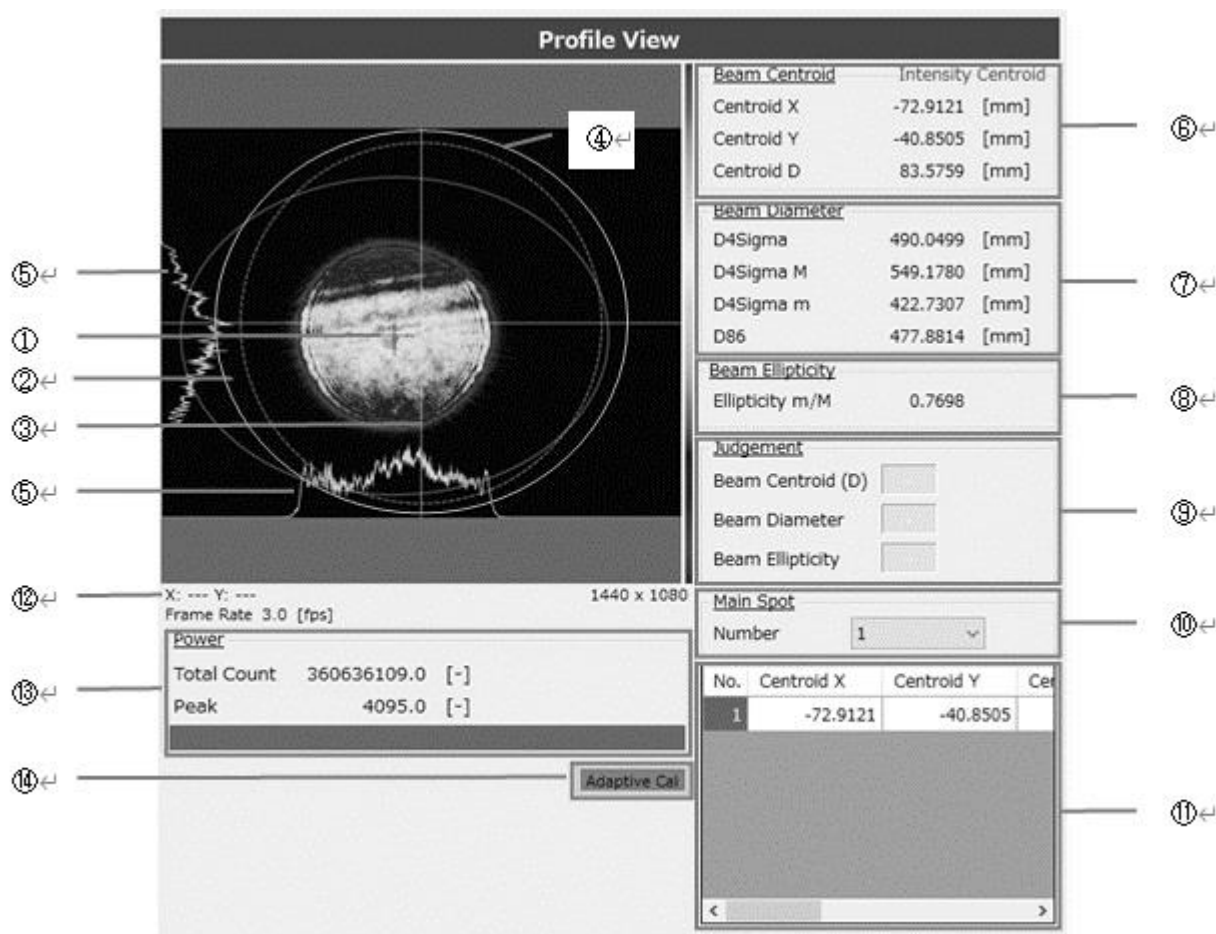 Profile View
④↵
⑤↵
①
②↵
③↵
⑤↵
Beam Centroid Intensity Centroid
Centroid X -72.9121 [mm]
Centroid Y -40.8505 [mm]
Centroid D 83.5759 [mm]
⑥↵
Beam Diameter
D4Sigma 490.0499 [mm]
D4Sigma M 549.1780 [mm]
D4Sigma m 422.7307 [mm]
D86 477.8814 [mm]
⑦↵
Beam Ellipticity
Ellipticity m/M 0.7698
⑧↵
Judgement
Beam Centroid (D)
Beam Diameter
Beam Ellipticity
⑨↵
Main Spot
Number 1
⑩↵
No. Centroid X Centroid Y Cer
1 -72.9121 -40.8505
⑪↵
⑫↵
X: --- Y: --- 1440 x 1080
Frame Rate 3.0 [fps]
Power
Total Count 360636109.0 [-]
Peak 4095.0 [-]
⑬↵
⑭↵
Adaptive Cal